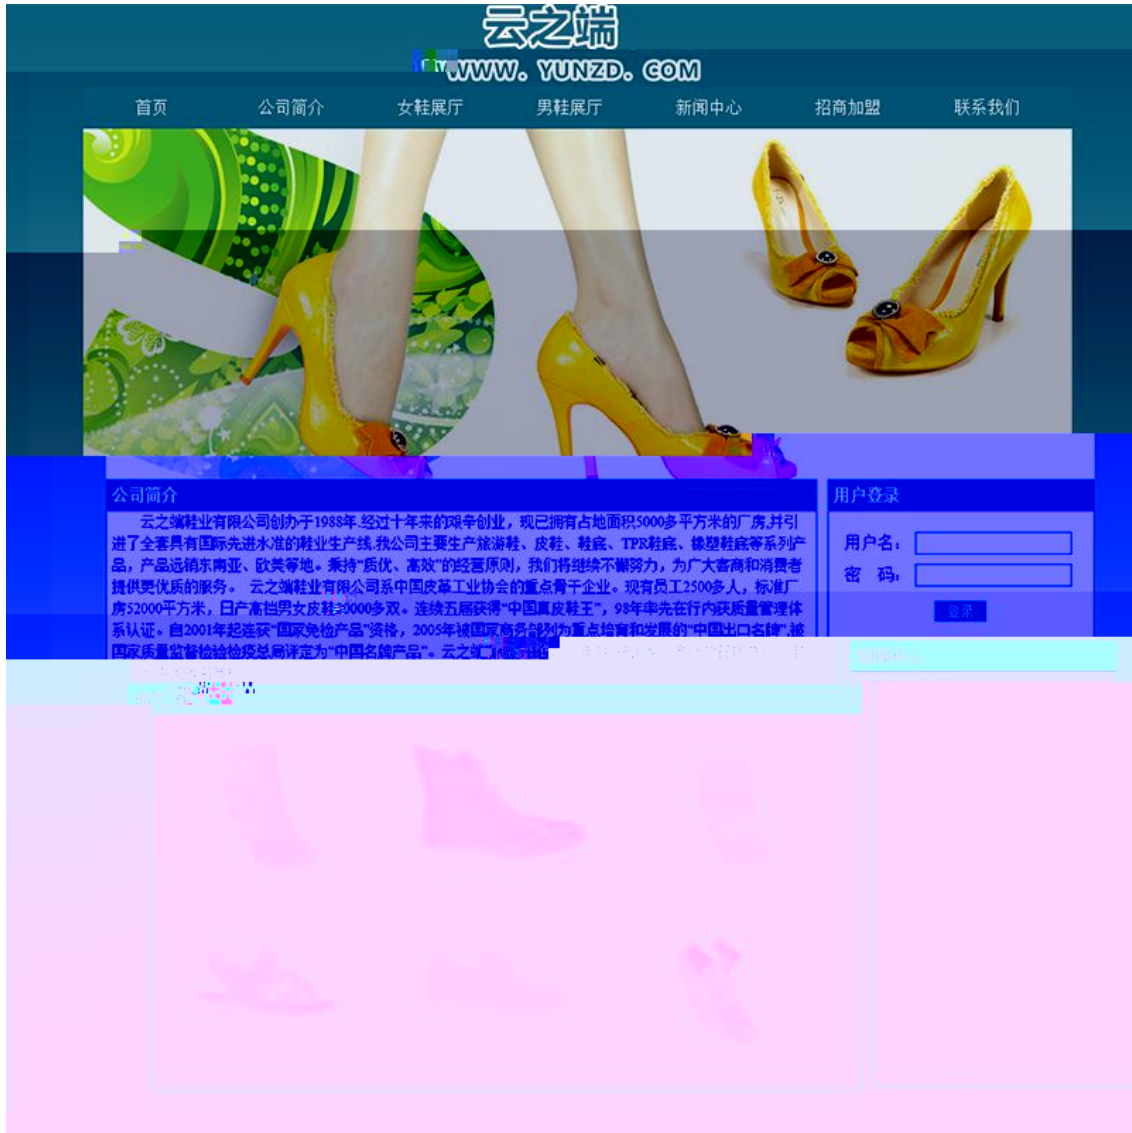 云之端
WWW. YUNZD. COM
首页 公司简介 女鞋展厅 男鞋展厅 新闻中心 招商加盟 联系我们
公司简介
云之端鞋业有限公司创办于1988年.经过十年来的艰辛创业，现已拥有占地面积5000多平方米的厂房,并引
进了全套具有国际先进水准的鞋业生产线.我公司主要生产旅游鞋、皮鞋、鞋底、TPR鞋底、橡塑鞋底等系列产
品，产品远销东南亚、欧美等地。秉持“质优、高效”的经营原则，我们将继续不懈努力，为广大客商和消费者
提供更优质的服务。 云之端鞋业有限公司系中国皮革工业协会的重点骨干企业。现有员工2500多人，标准厂
房52000平方米，日产高档男女皮鞋20000多双。连续五届获得“中国真皮鞋王”，98年率先在行内获质量管理体
系认证。自2001年起连获“国家免检产品”资格，2005年被国家商务部列为重点培育和发展的“中国出口名牌”,被
国家质量监督检验检疫总局评定为“中国名牌产品”。云之端
用户登录
用户名：
密 码：
登录